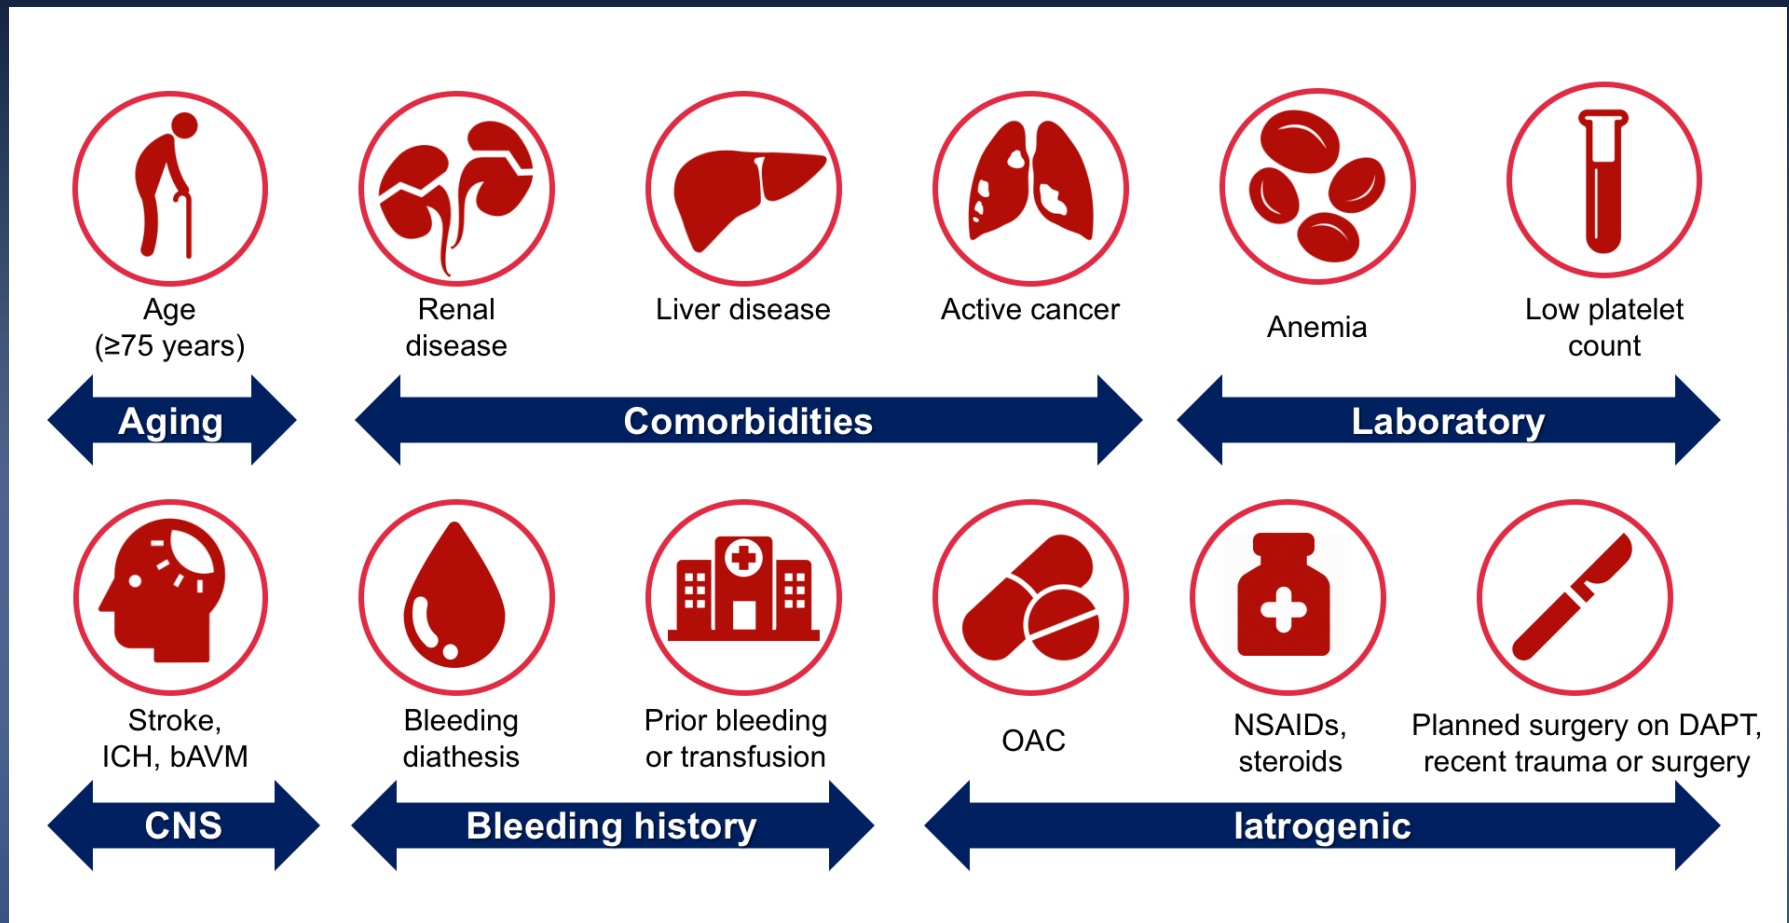 Age
(≥75 years)
Renal
disease
Liver disease
Active cancer
Anemia
Low platelet
count
Aging
Comorbidities
Laboratory
Stroke,
ICH, bAVM
Bleeding
diathesis
Prior bleeding
or transfusion
OAC
NSAIDs,
steroids
Planned surgery on DAPT,
recent trauma or surgery
CNS
Bleeding history
Iatrogenic